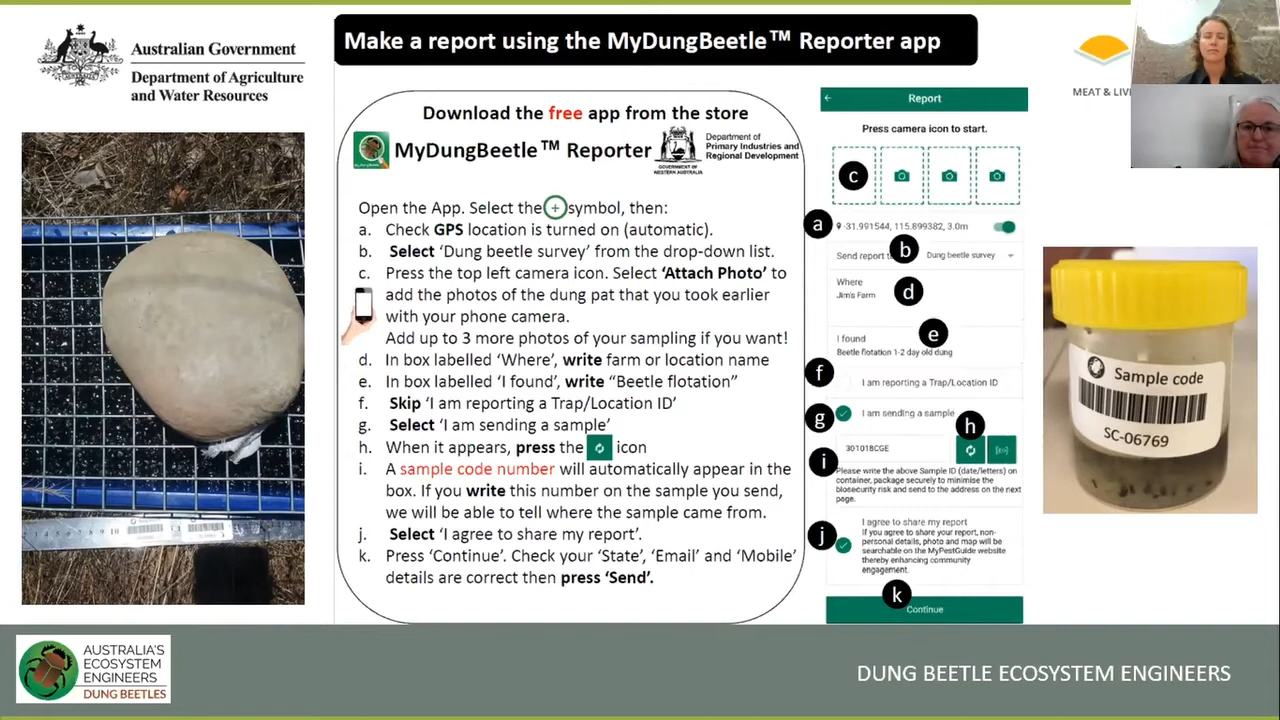 Make a report using the MyDungBeetle™ Reporter app
Australian Government
Department of Agriculture
and Water Resources
MEAT & LIV
Download the free app from the store
MyDungBeetle™ Reporter
Department of
Primary Industries and
Regional Development
GOVERNMENT OF
WESTERN AUSTRALIA
Open the App. Select the + symbol, then:
a. Check GPS location is turned on (automatic).
b. Select ‘Dung beetle survey’ from the drop-down list.
c. Press the top left camera icon. Select ‘Attach Photo’ to
add the photos of the dung pat that you took earlier
with your phone camera.
Add up to 3 more photos of your sampling if you want!
d. In box labelled ‘Where’, write farm or location name
e. In box labelled ‘I found’, write “Beetle flotation”
f. Skip ‘I am reporting a Trap/Location ID’
g. Select ‘I am sending a sample’
h. When it appears, press the icon
i. A sample code number will automatically appear in the
box. If you write this number on the sample you send,
we will be able to tell where the sample came from.
j. Select ‘I agree to share my report’.
k. Press ‘Continue’. Check your ‘State’, ‘Email’ and ‘Mobile’
details are correct then press ‘Send’.
Report
Press camera icon to start.
c
a
-31.991544, 115.899382, 3.0m
b
Send report t
Dung beetle survey
Where
d
Jim's Farm
e
I found
Beetle flotation 1-2 day old dung
f
I am reporting a Trap/Location ID
g
I am sending a sample
h
301018CGE
i
Please write the above Sample ID (date/letters) on
container, package securely to minimise the
biosecurity risk and send to the address on the next
page.
j
I agree to share my report
If you agree to share your report, non-
personal details, photo and map will be
searchable on the MyPestGuide website
thereby enhancing community
engagement.
k
Continue
Sample code
SC-06769
AUSTRALIA'S
ECOSYSTEM
ENGINEERS
DUNG BEETLES
DUNG BEETLE ECOSYSTEM ENGINEERS